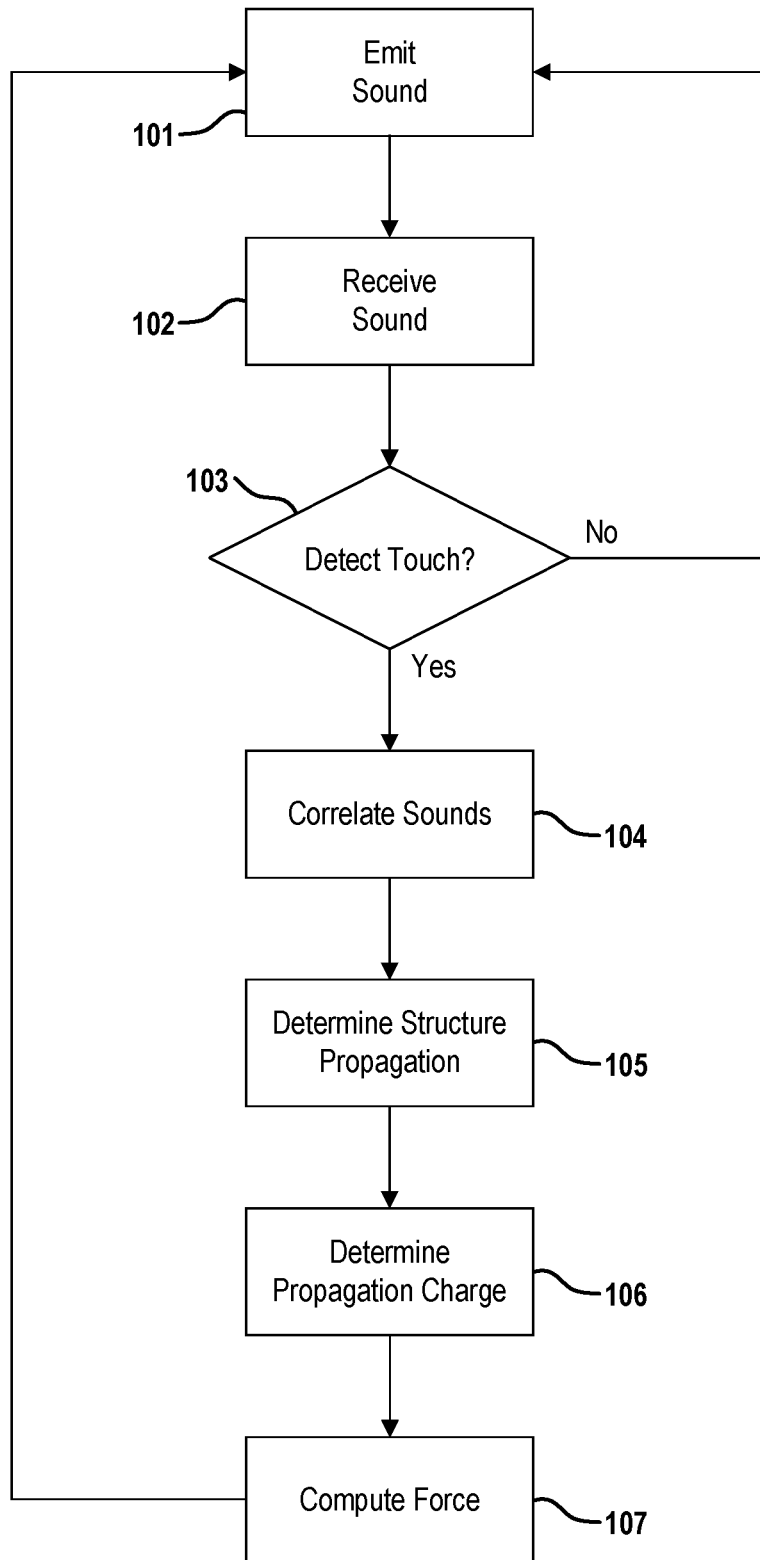 Emit
Sound
101
Receive
Sound
102
103
Detect Touch?
No
Yes
Correlate Sounds
104
Determine Structure
Propagation
105
Determine
Propagation Charge
106
Compute Force
107